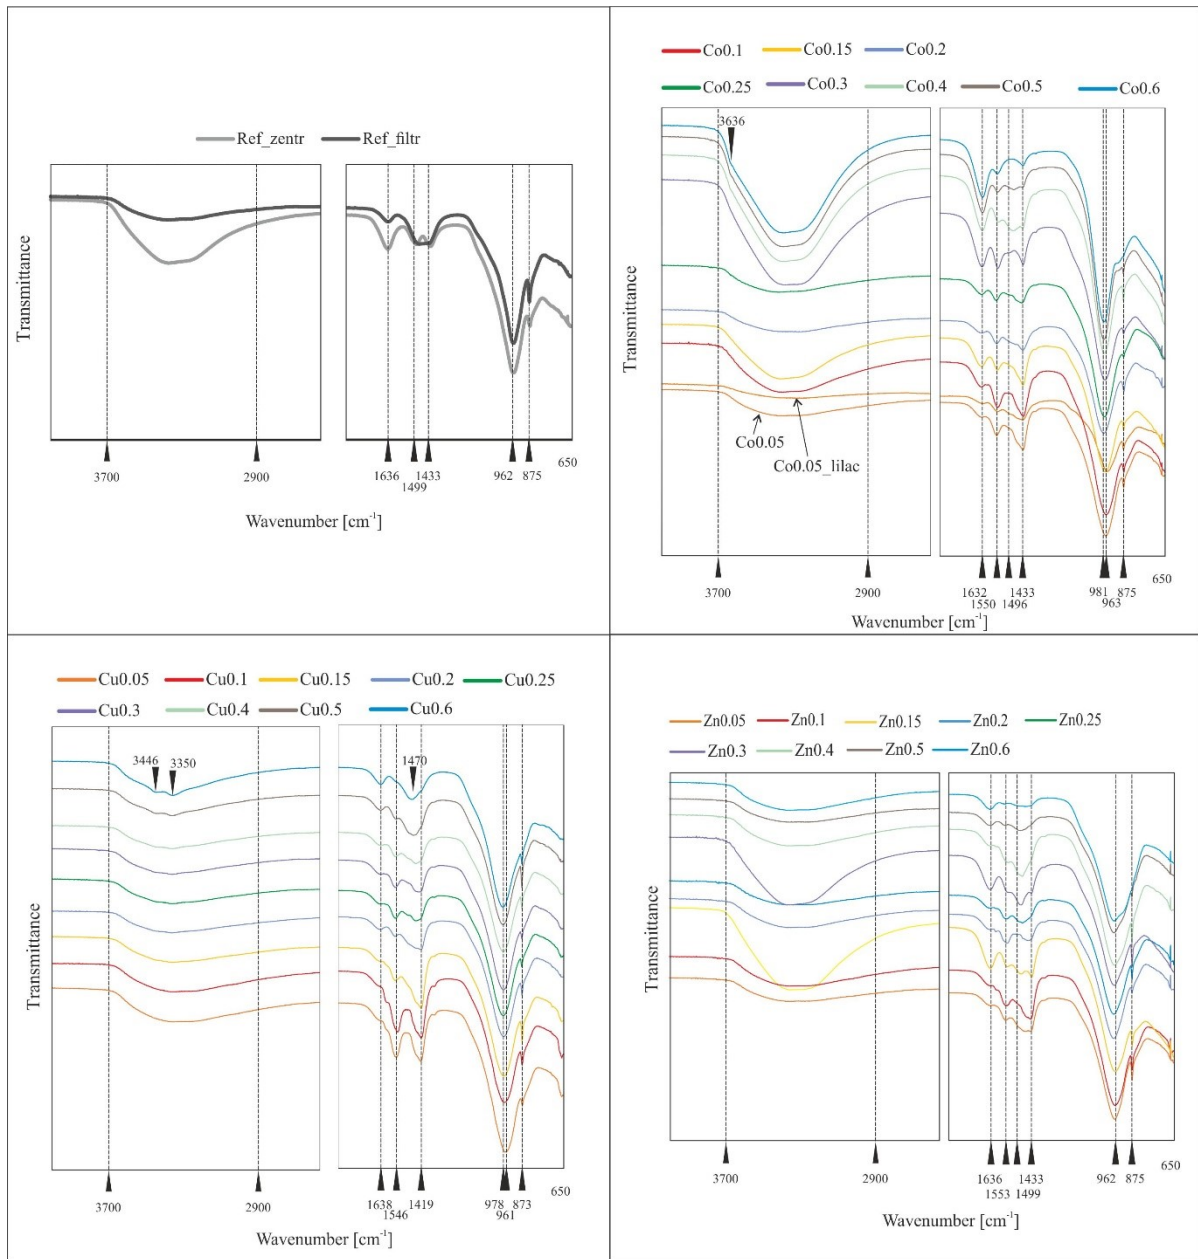 Ref_zentr Ref_filtr
Transmittance
3700 2900 1636 1499 1433 962 875 650
Wavenumber [cm-1]
Co0.1 Co0.15 Co0.2
Co0.25 Co0.3 Co0.4 Co0.5 Co0.6
3636
Transmittance
Co0.05
Co0.05_lilac
3700 2900 1632 1550 1496 1433 981 963 875 650
Wavenumber [cm-1]
Cu0.05 Cu0.1 Cu0.15 Cu0.2 Cu0.25
Cu0.3 Cu0.4 Cu0.5 Cu0.6
3446 3350 1470
Transmittance
3700 2900 1638 1546 1419 978 961 873 650
Wavenumber [cm-1]
Zn0.05 Zn0.1 Zn0.15 Zn0.2 Zn0.25
Zn0.3 Zn0.4 Zn0.5 Zn0.6
Transmittance
3700 2900 1636 1553 1499 1433 962 875 650
Wavenumber [cm-1]